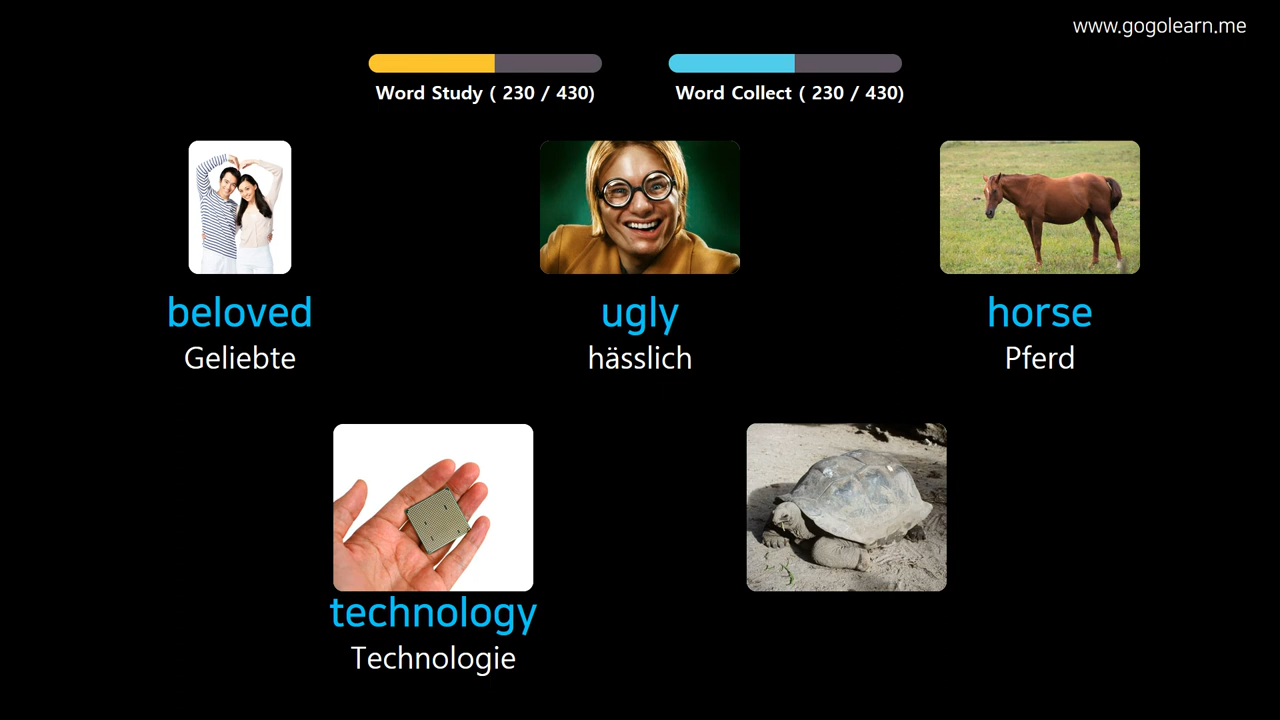 www.gogolearn.me
Word Study ( 230 / 430)
Word Collect ( 230 / 430)
beloved
Geliebte
ugly
hässlich
horse
Pferd
technology
Technologie